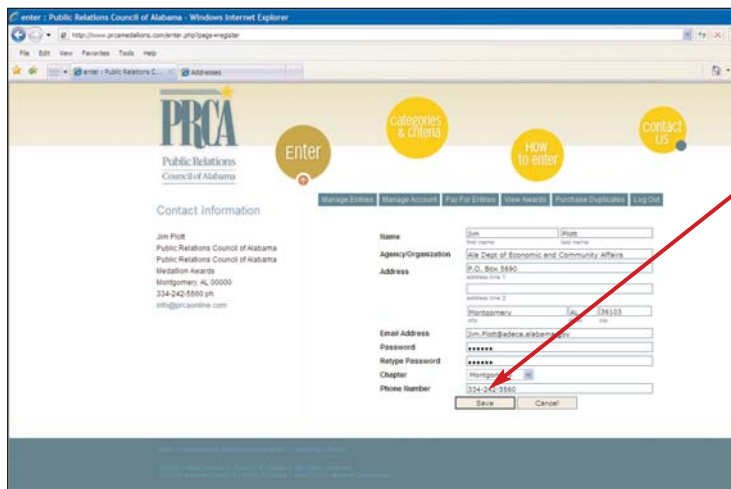 enter : Public Relations Council of Alabama - Windows Internet Explorer
http://www.prcamedallions.com/enter.php?page=register
File Edit View Favorites Tools Help
enter : Public Relations C... Addresses
PRCA
Public Relations
Council of Alabama
Enter
categories
& criteria
HOW
to enter
contact
US
Manage Entries Manage Account Pay For Entries View Awards Purchase Duplicates Log Out
Contact Information
Jim Plott
Public Relations Council of Alabama
Public Relations Council of Alabama
Medallion Awards
Montgomery, AL 00000
334-242-5560 ph
info@prcaonline.com
Name Jim Plott
first name last name
Agency/Organization Ala Dept of Economic and Community Affairs
Address P.O. Box 5690
address line 1
address line 2
Montgomery AL 36103
city zip
Email Address Jim.Plott@adeca.alabama.gov
Password ••••••
Retype Password ••••••
Chapter Montgomery
Phone Number 334-242-5560
Save Cancel